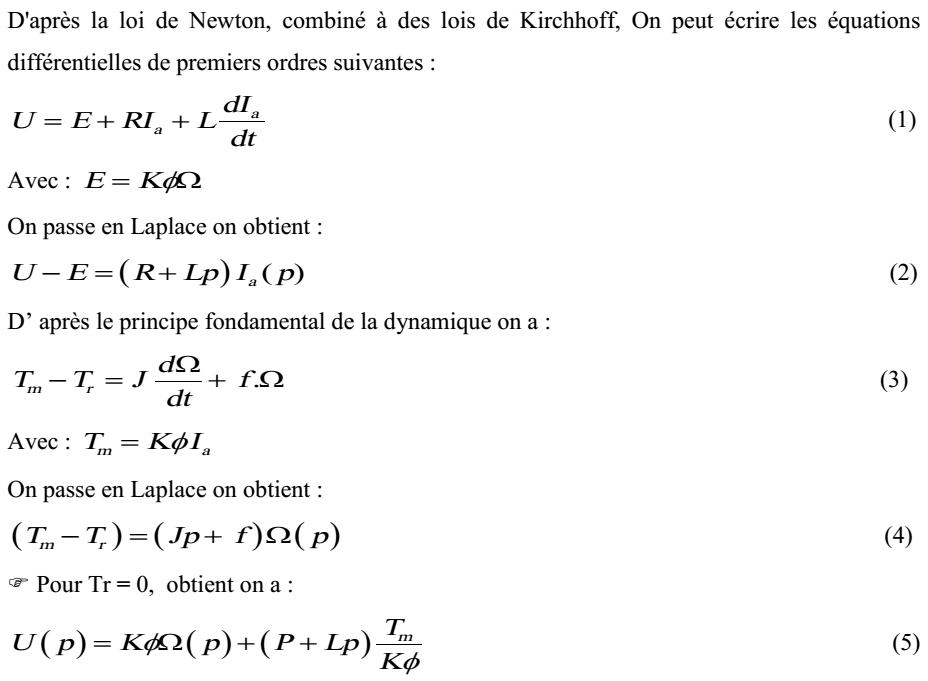 D'après la loi de Newton, combiné à des lois de Kirchhoff, On peut écrire les équations
différentielles de premiers ordres suivantes :
U = E + RI_a + L dI_a/dt (1)
Avec : E = KϕΩ
On passe en Laplace on obtient :
U − E = (R + Lp) I_a(p) (2)
D' après le principe fondamental de la dynamique on a :
T_m − T_r = J dΩ/dt + f.Ω (3)
Avec : T_m = KϕI_a
On passe en Laplace on obtient :
(T_m − T_r) = (Jp + f)Ω(p) (4)
☞ Pour Tr = 0, obtient on a :
U(p) = KϕΩ(p) + (P + Lp) T_m/Kϕ (5)